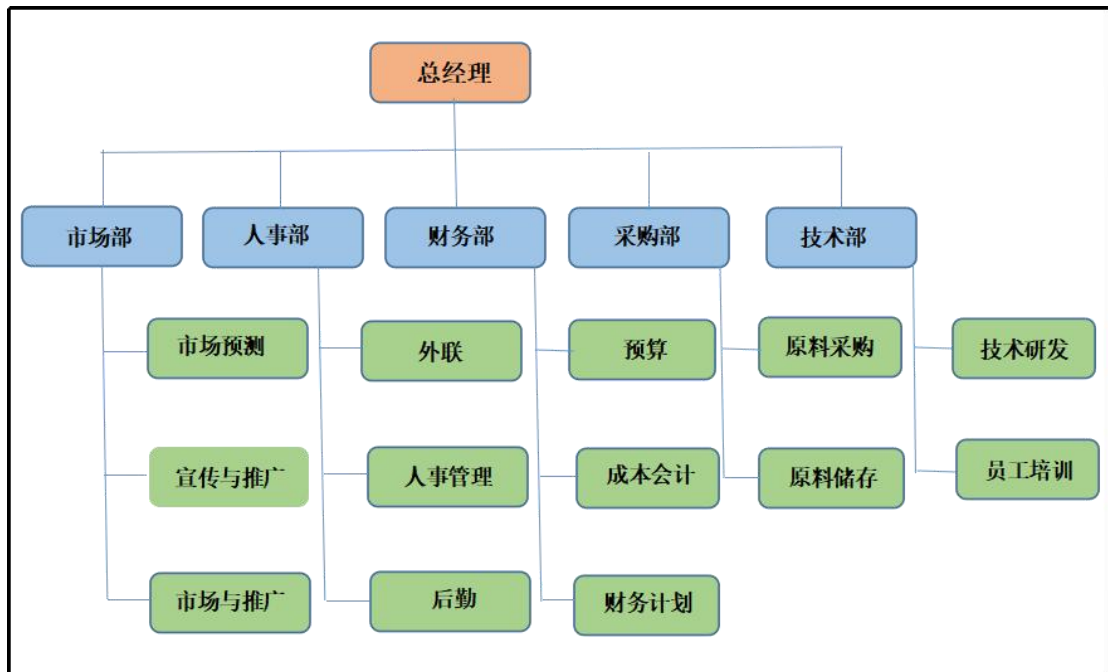 总经理
市场部
人事部
财务部
采购部
技术部
市场预测
外联
预算
原料采购
技术研发
宣传与推广
人事管理
成本会计
原料储存
员工培训
市场与推广
后勤
财务计划